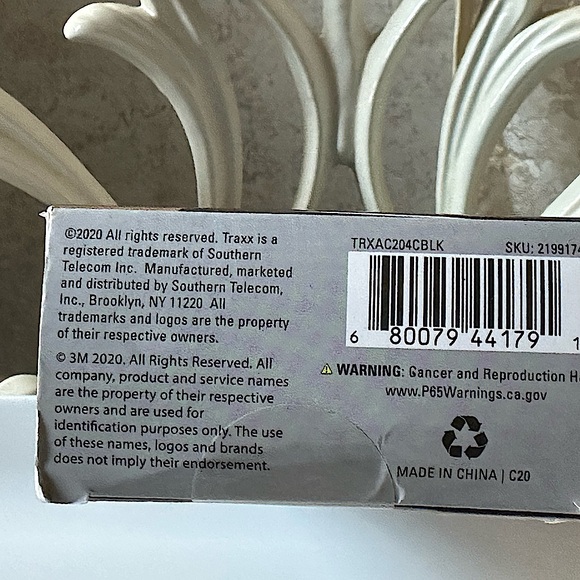 ©2020 All rights reserved. Traxx is a
registered trademark of Southern
Telecom Inc. Manufactured, marketed
and distributed by Southern Telecom,
Inc., Brooklyn, NY 11220 All
trademarks and logos are the property
of their respective owners.
© 3M 2020. All Rights Reserved. All
company, product and service names
are the property of their respective
owners and are used for
identification purposes only. The use
of these names, logos and brands
does not imply their endorsement.
TRXAC204CBLK SKU: 2199174
6 80079 44179 1
⚠ WARNING: Cancer and Reproduction H
www.P65Warnings.ca.gov
MADE IN CHINA | C20